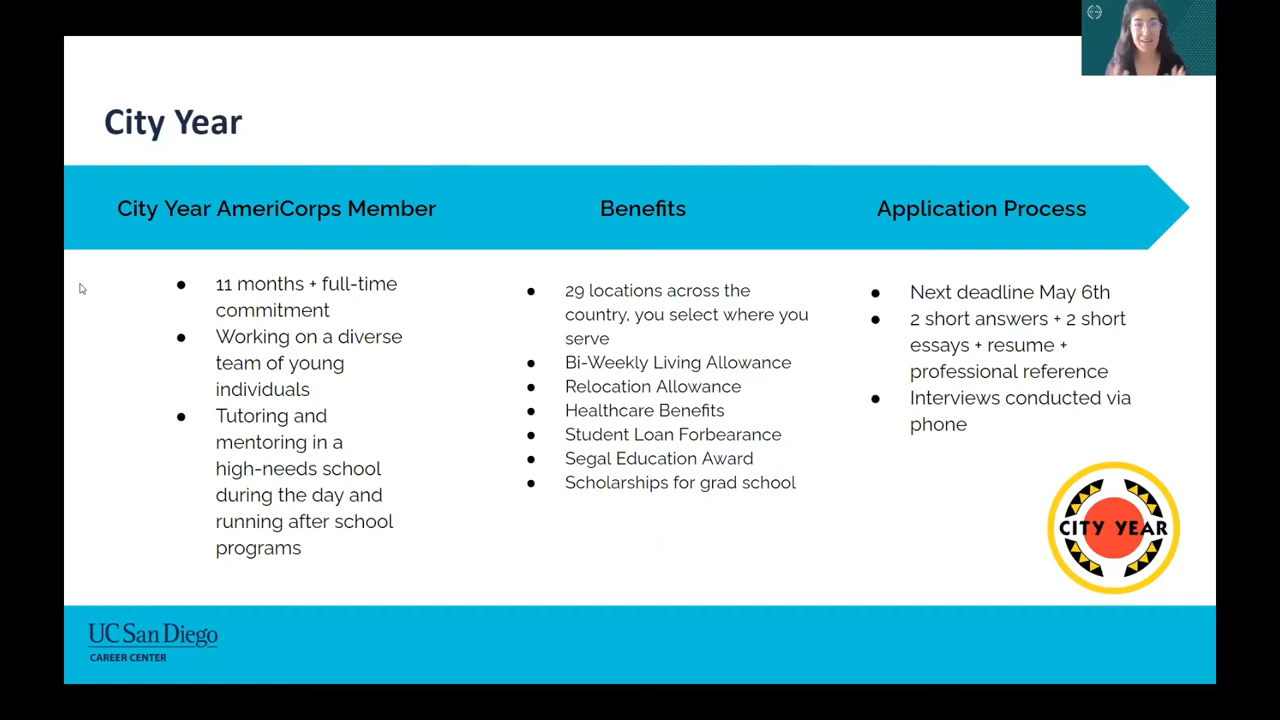 City Year
City Year AmeriCorps Member
Benefits
Application Process
● 11 months + full-time
commitment
● Working on a diverse
team of young
individuals
● Tutoring and
mentoring in a
high-needs school
during the day and
running after school
programs
● 29 locations across the
country, you select where you
serve
● Bi-Weekly Living Allowance
● Relocation Allowance
● Healthcare Benefits
● Student Loan Forbearance
● Segal Education Award
● Scholarships for grad school
● Next deadline May 6th
● 2 short answers + 2 short
essays + resume +
professional reference
● Interviews conducted via
phone
CITY YEAR
UC San Diego
CAREER CENTER